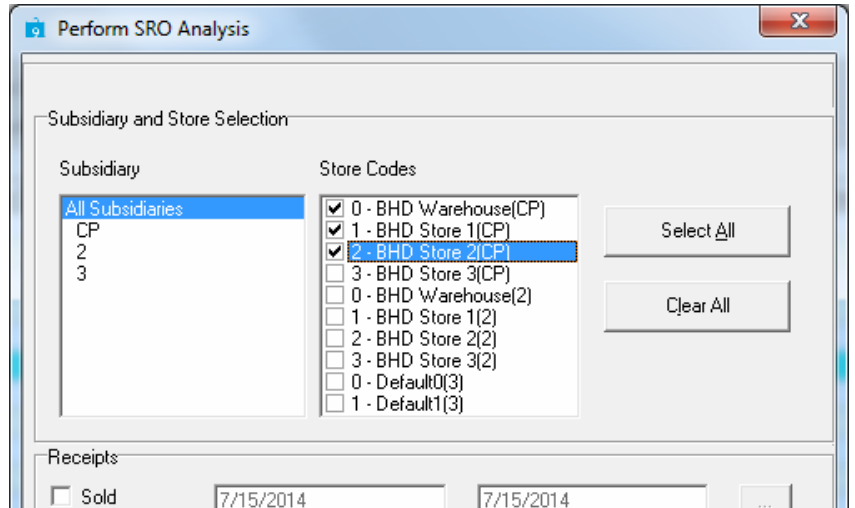 Perform SRO Analysis
Subsidiary and Store Selection
Subsidiary
Store Codes
All Subsidiaries
CP
2
3
0 - BHD Warehouse(CP)
1 - BHD Store 1(CP)
2 - BHD Store 2(CP)
3 - BHD Store 3(CP)
0 - BHD Warehouse(2)
1 - BHD Store 1(2)
2 - BHD Store 2(2)
3 - BHD Store 3(2)
0 - Default0(3)
1 - Default1(3)
Select All
Clear All
Receipts
Sold
7/15/2014
7/15/2014
...